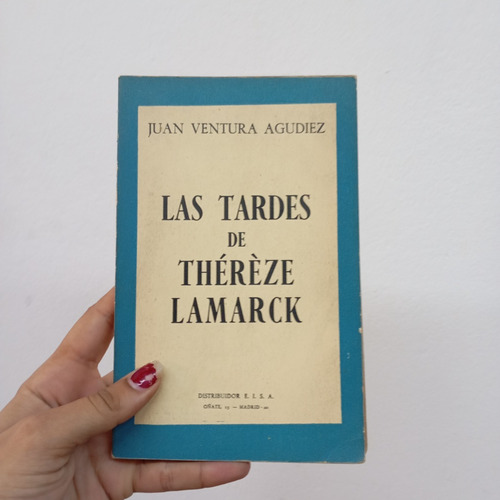 JUAN VENTURA AGUDIEZ
LAS TARDES
DE
THÉRÈZE
LAMARCK
DISTRIBUIDOR E. I. S. A.
OÑATE, 15 — MADRID-20